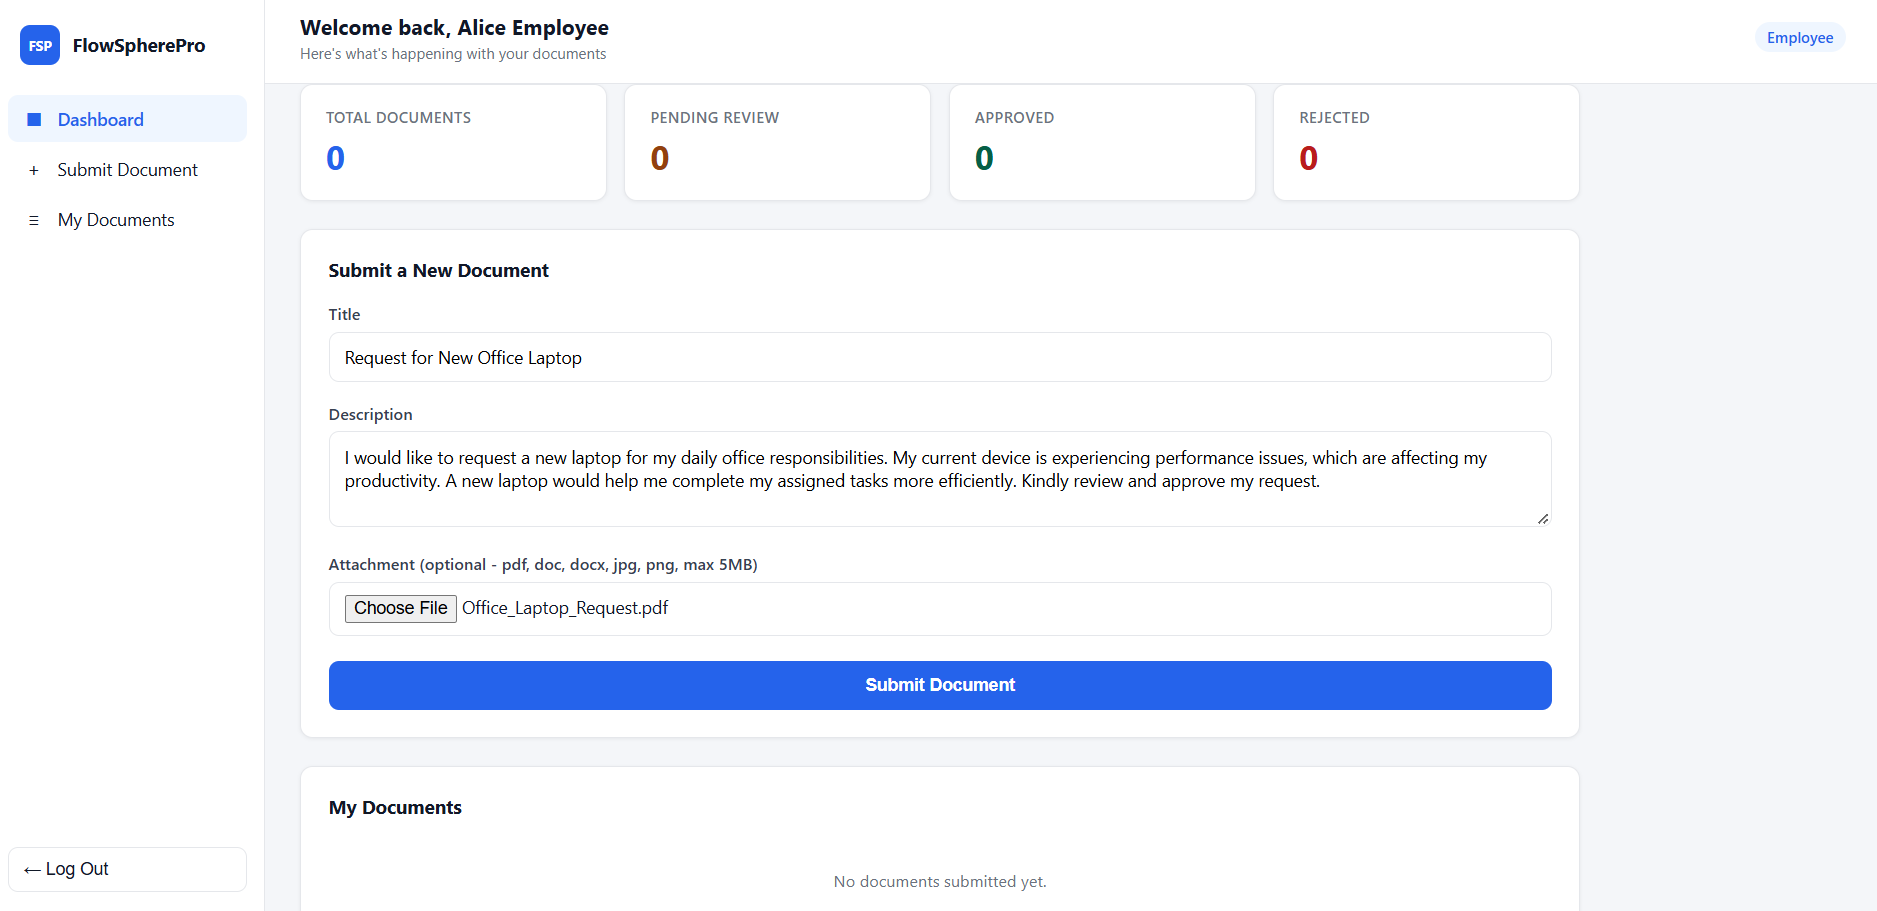 FSP FlowSpherePro
Dashboard
+ Submit Document
☰ My Documents
← Log Out
Welcome back, Alice Employee
Here's what's happening with your documents
Employee
TOTAL DOCUMENTS
0
PENDING REVIEW
0
APPROVED
0
REJECTED
0
Submit a New Document
Title
Request for New Office Laptop
Description
I would like to request a new laptop for my daily office responsibilities. My current device is experiencing performance issues, which are affecting my
productivity. A new laptop would help me complete my assigned tasks more efficiently. Kindly review and approve my request.
Attachment (optional - pdf, doc, docx, jpg, png, max 5MB)
Choose File Office_Laptop_Request.pdf
Submit Document
My Documents
No documents submitted yet.